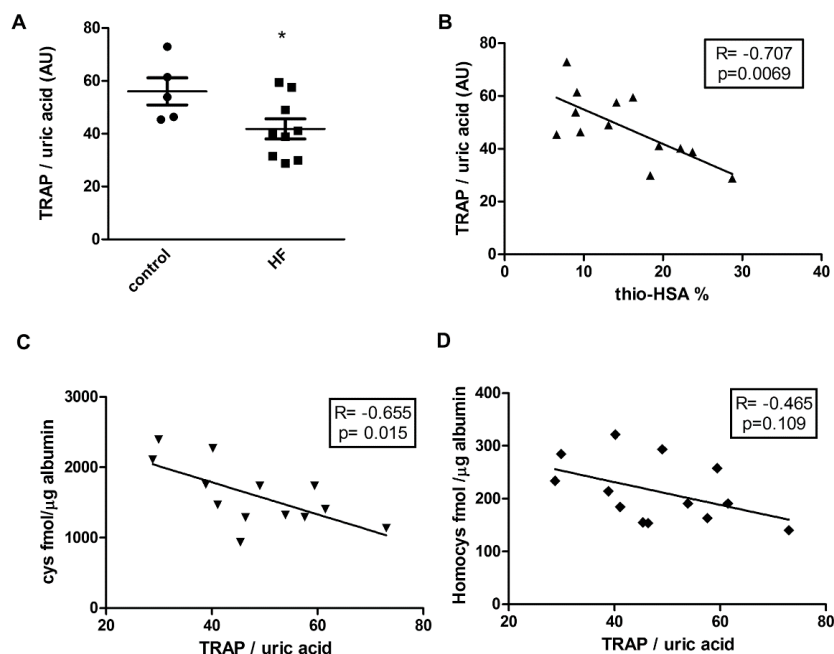 A
TRAP / uric acid (AU)
80
60
40
20
0
*
control
HF
B
TRAP / uric acid (AU)
80
60
40
20
0
R= -0.707
p=0.0069
0
10
20
30
40
thio-HSA %
C
cys fmol/μg albumin
3000
2000
1000
0
R= -0.655
p= 0.015
20
40
60
80
TRAP / uric acid
D
Homocys fmol /μg albumin
400
300
200
100
0
R= -0.465
p=0.109
20
40
60
80
TRAP / uric acid